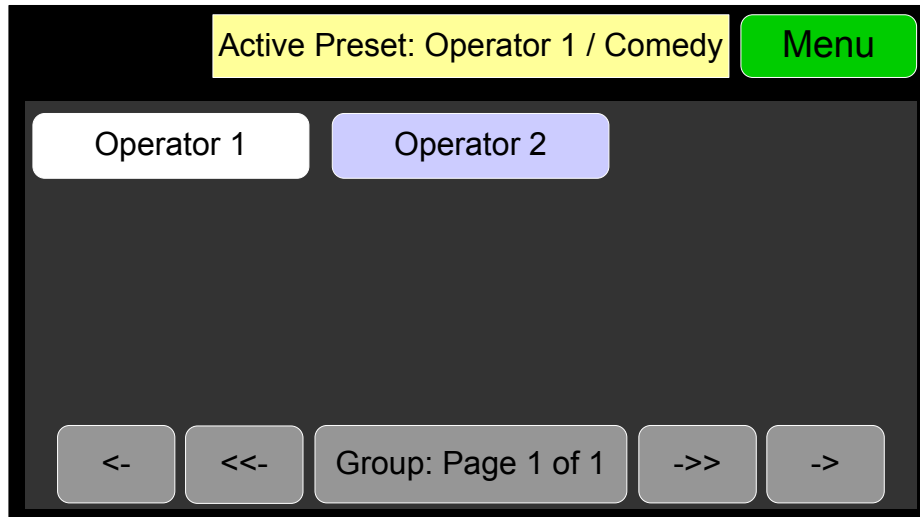 Active Preset: Operator 1 / Comedy
Menu
Operator 1
Operator 2
<-
<<-
Group: Page 1 of 1
->>
->